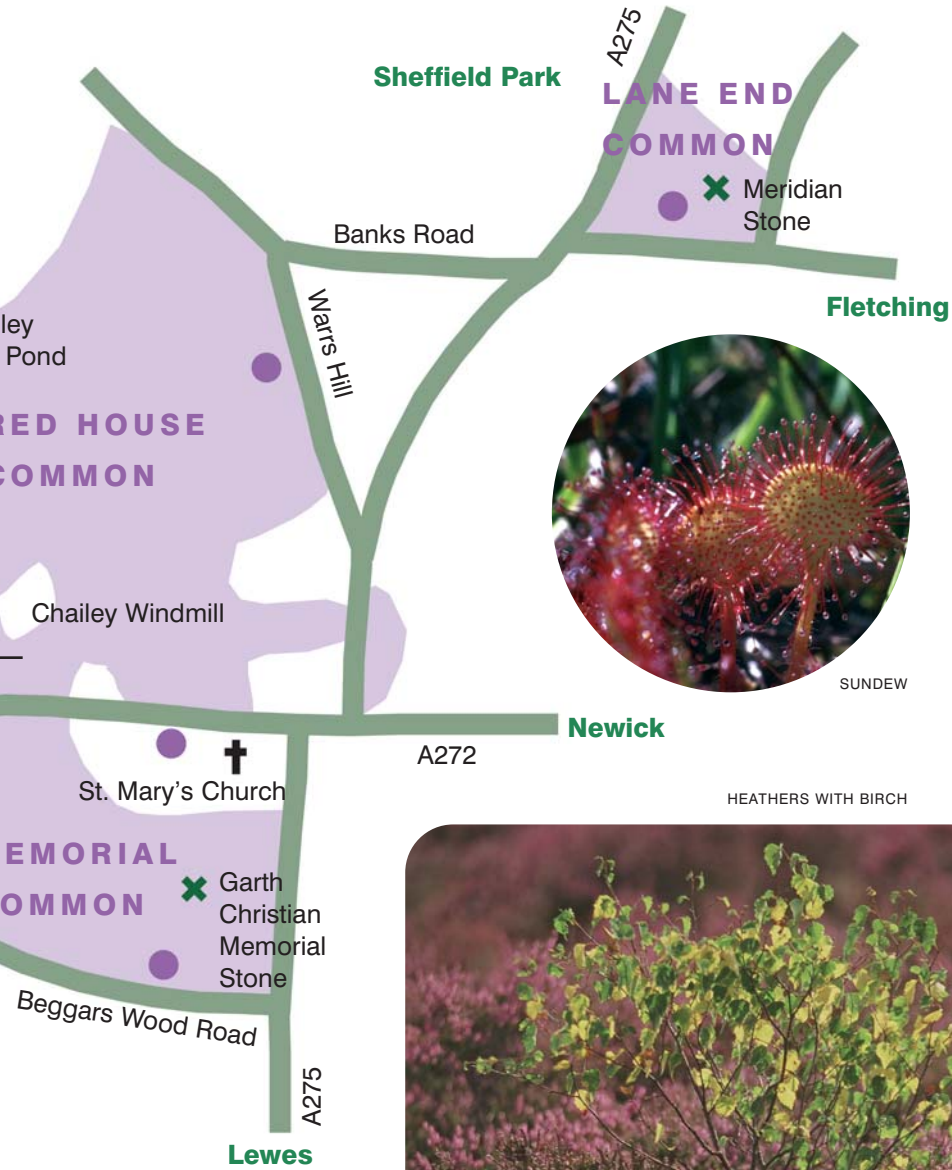 A275
Sheffield Park
LANE END
COMMON
Meridian
Stone
Banks Road
Fletching
Warrs Hill
ley
Pond
RED HOUSE
COMMON
Chailey Windmill
SUNDEW
Newick
A272
St. Mary's Church
HEATHERS WITH BIRCH
EMORIAL
OMMON
Garth
Christian
Memorial
Stone
Beggars Wood Road
A275
Lewes